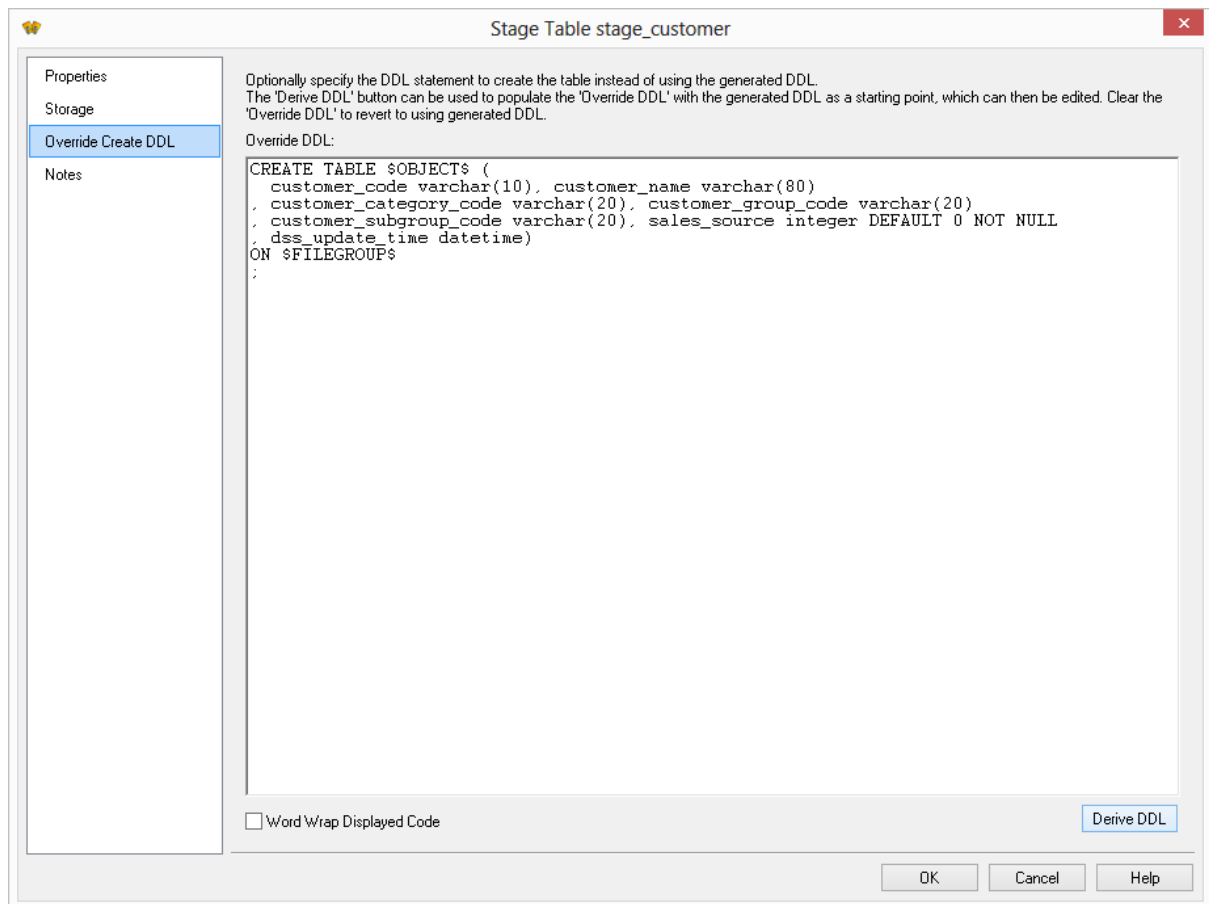 Stage Table stage_customer
Properties
Storage
Override Create DDL
Notes
Optionally specify the DDL statement to create the table instead of using the generated DDL.
The 'Derive DDL' button can be used to populate the 'Override DDL' with the generated DDL as a starting point, which can then be edited. Clear the
'Override DDL' to revert to using generated DDL.
Override DDL:
CREATE TABLE $OBJECT$ (
  customer_code varchar(10), customer_name varchar(80)
, customer_category_code varchar(20), customer_group_code varchar(20)
, customer_subgroup_code varchar(20), sales_source integer DEFAULT 0 NOT NULL
, dss_update_time datetime)
ON $FILEGROUP$
;
Word Wrap Displayed Code
Derive DDL
OK
Cancel
Help